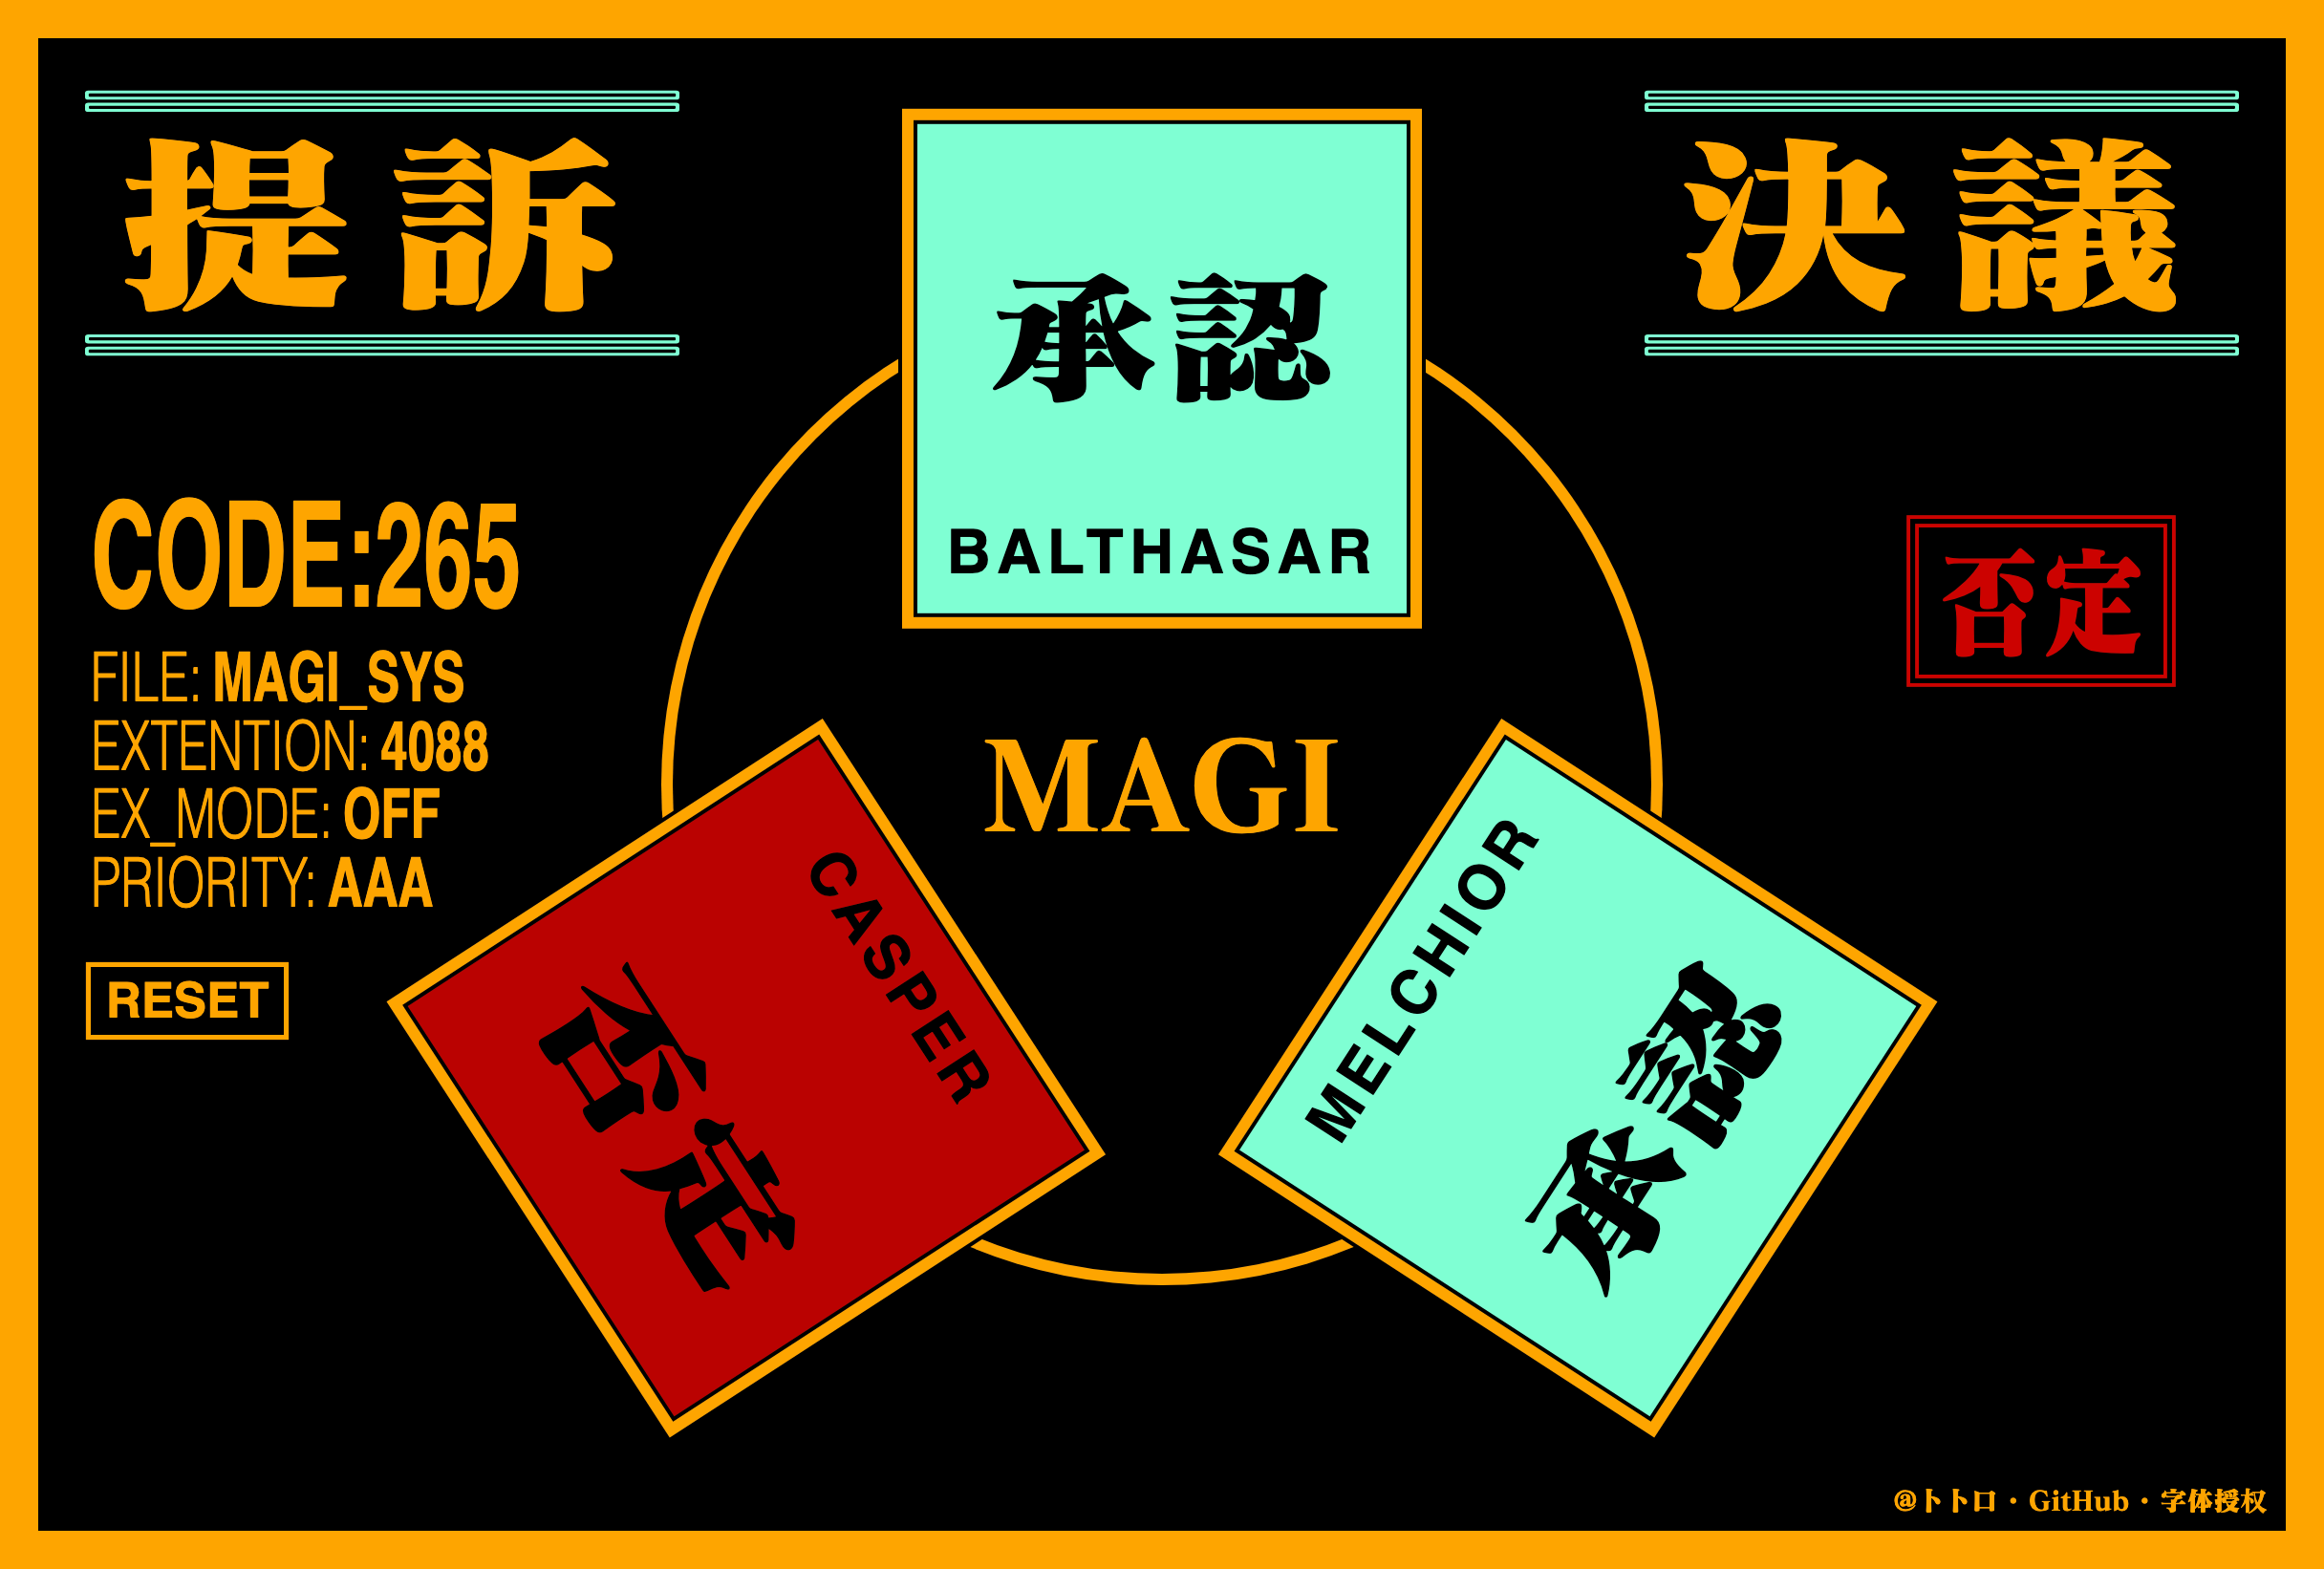 提訴
決議
承認
BALTHASAR
CODE:265
否定
FILE: MAGI_SYS
EXTENTION: 4088
EX_MODE: OFF
PRIORITY: AAA
MAGI
CASPER
否定
MELCHIOR
承認
RESET
@トトロ・GitHub・字体授权